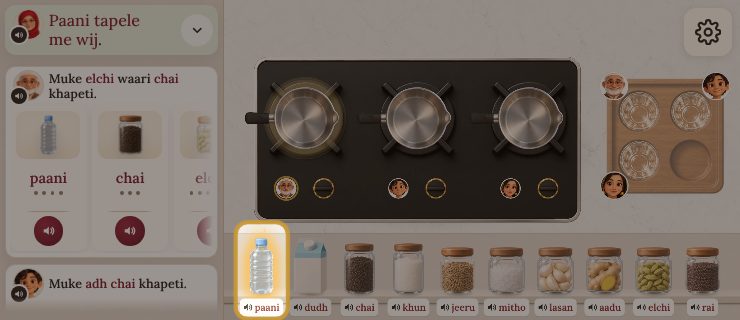 Paani tapele
me wij.
Muke elchi waari chai
khapeti.
paani
chai
Muke adh chai khapeti.
paani
dudh
chai
khun
jeeru
mitho
lasan
aadu
elchi
rai